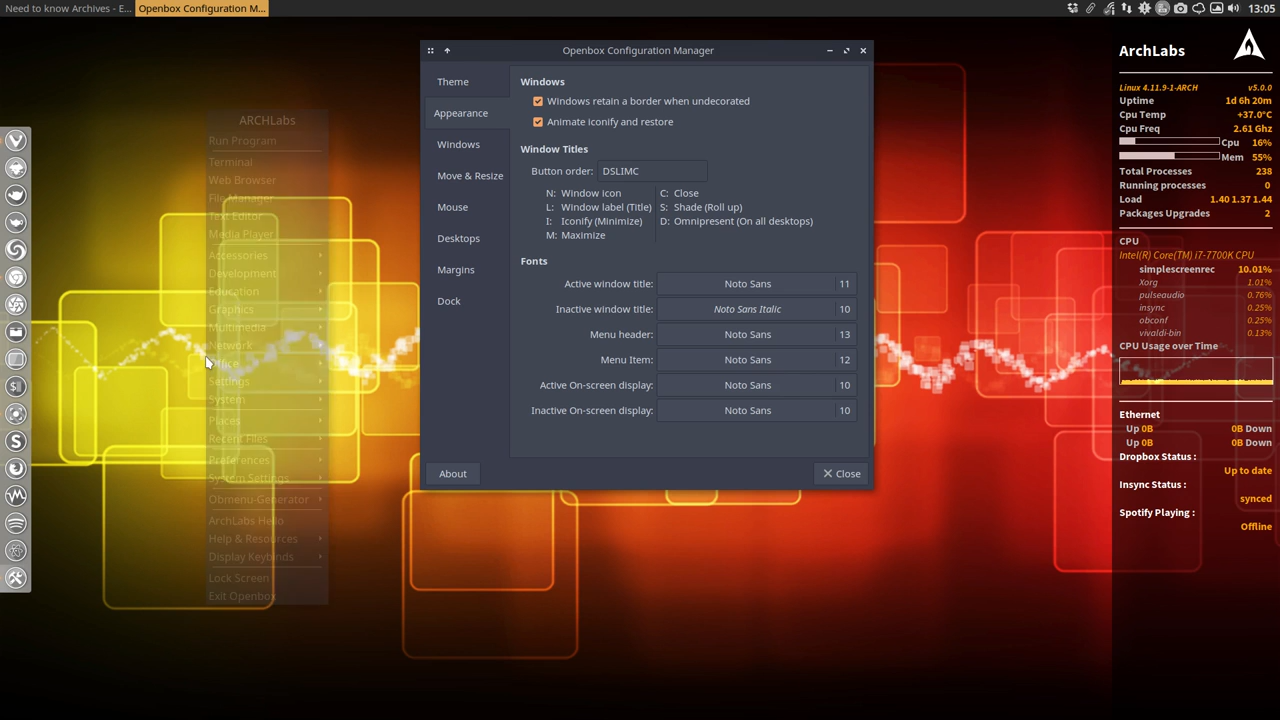 Need to know Archives - E...
Openbox Configuration M...
13:05
Openbox Configuration Manager
Theme
Appearance
Windows
Move & Resize
Mouse
Desktops
Margins
Dock
Windows
Windows retain a border when undecorated
Animate iconify and restore
Window Titles
Button order: DSLIMC
N: Window icon
L: Window label (Title)
I: Iconify (Minimize)
M: Maximize
C: Close
S: Shade (Roll up)
D: Omnipresent (On all desktops)
Fonts
Active window title: Noto Sans 11
Inactive window title: Noto Sans Italic 10
Menu header: Noto Sans 13
Menu Item: Noto Sans 12
Active On-screen display: Noto Sans 10
Inactive On-screen display: Noto Sans 10
About
Close
ARCHLabs
Run Program
Terminal
Web Browser
File Manager
Text Editor
Media Player
Accessories
Development
Education
Graphics
Multimedia
Network
Office
Settings
System
Places
Recent Files
Preferences
System Settings
Obmenu-Generator
ArchLabs Hello
Help & Resources
Display Keybinds
Lock Screen
Exit Openbox
ArchLabs
Linux 4.11.9-1-ARCH v5.0.0
Uptime 1d 6h 20m
Cpu Temp +37.0°C
Cpu Freq 2.61 Ghz
Cpu 16%
Mem 55%
Total Processes 238
Running processes 0
Load 1.40 1.37 1.44
Packages Upgrades 2
CPU
Intel(R) Core(TM) i7-7700K CPU
simplescreenrec 10.01%
Xorg 1.01%
pulseaudio 0.76%
insync 0.25%
obconf 0.25%
vivaldi-bin 0.13%
CPU Usage over Time
Ethernet
Up 0B 0B Down
Up 0B 0B Down
Dropbox Status :
Up to date
Insync Status :
synced
Spotify Playing :
Offline